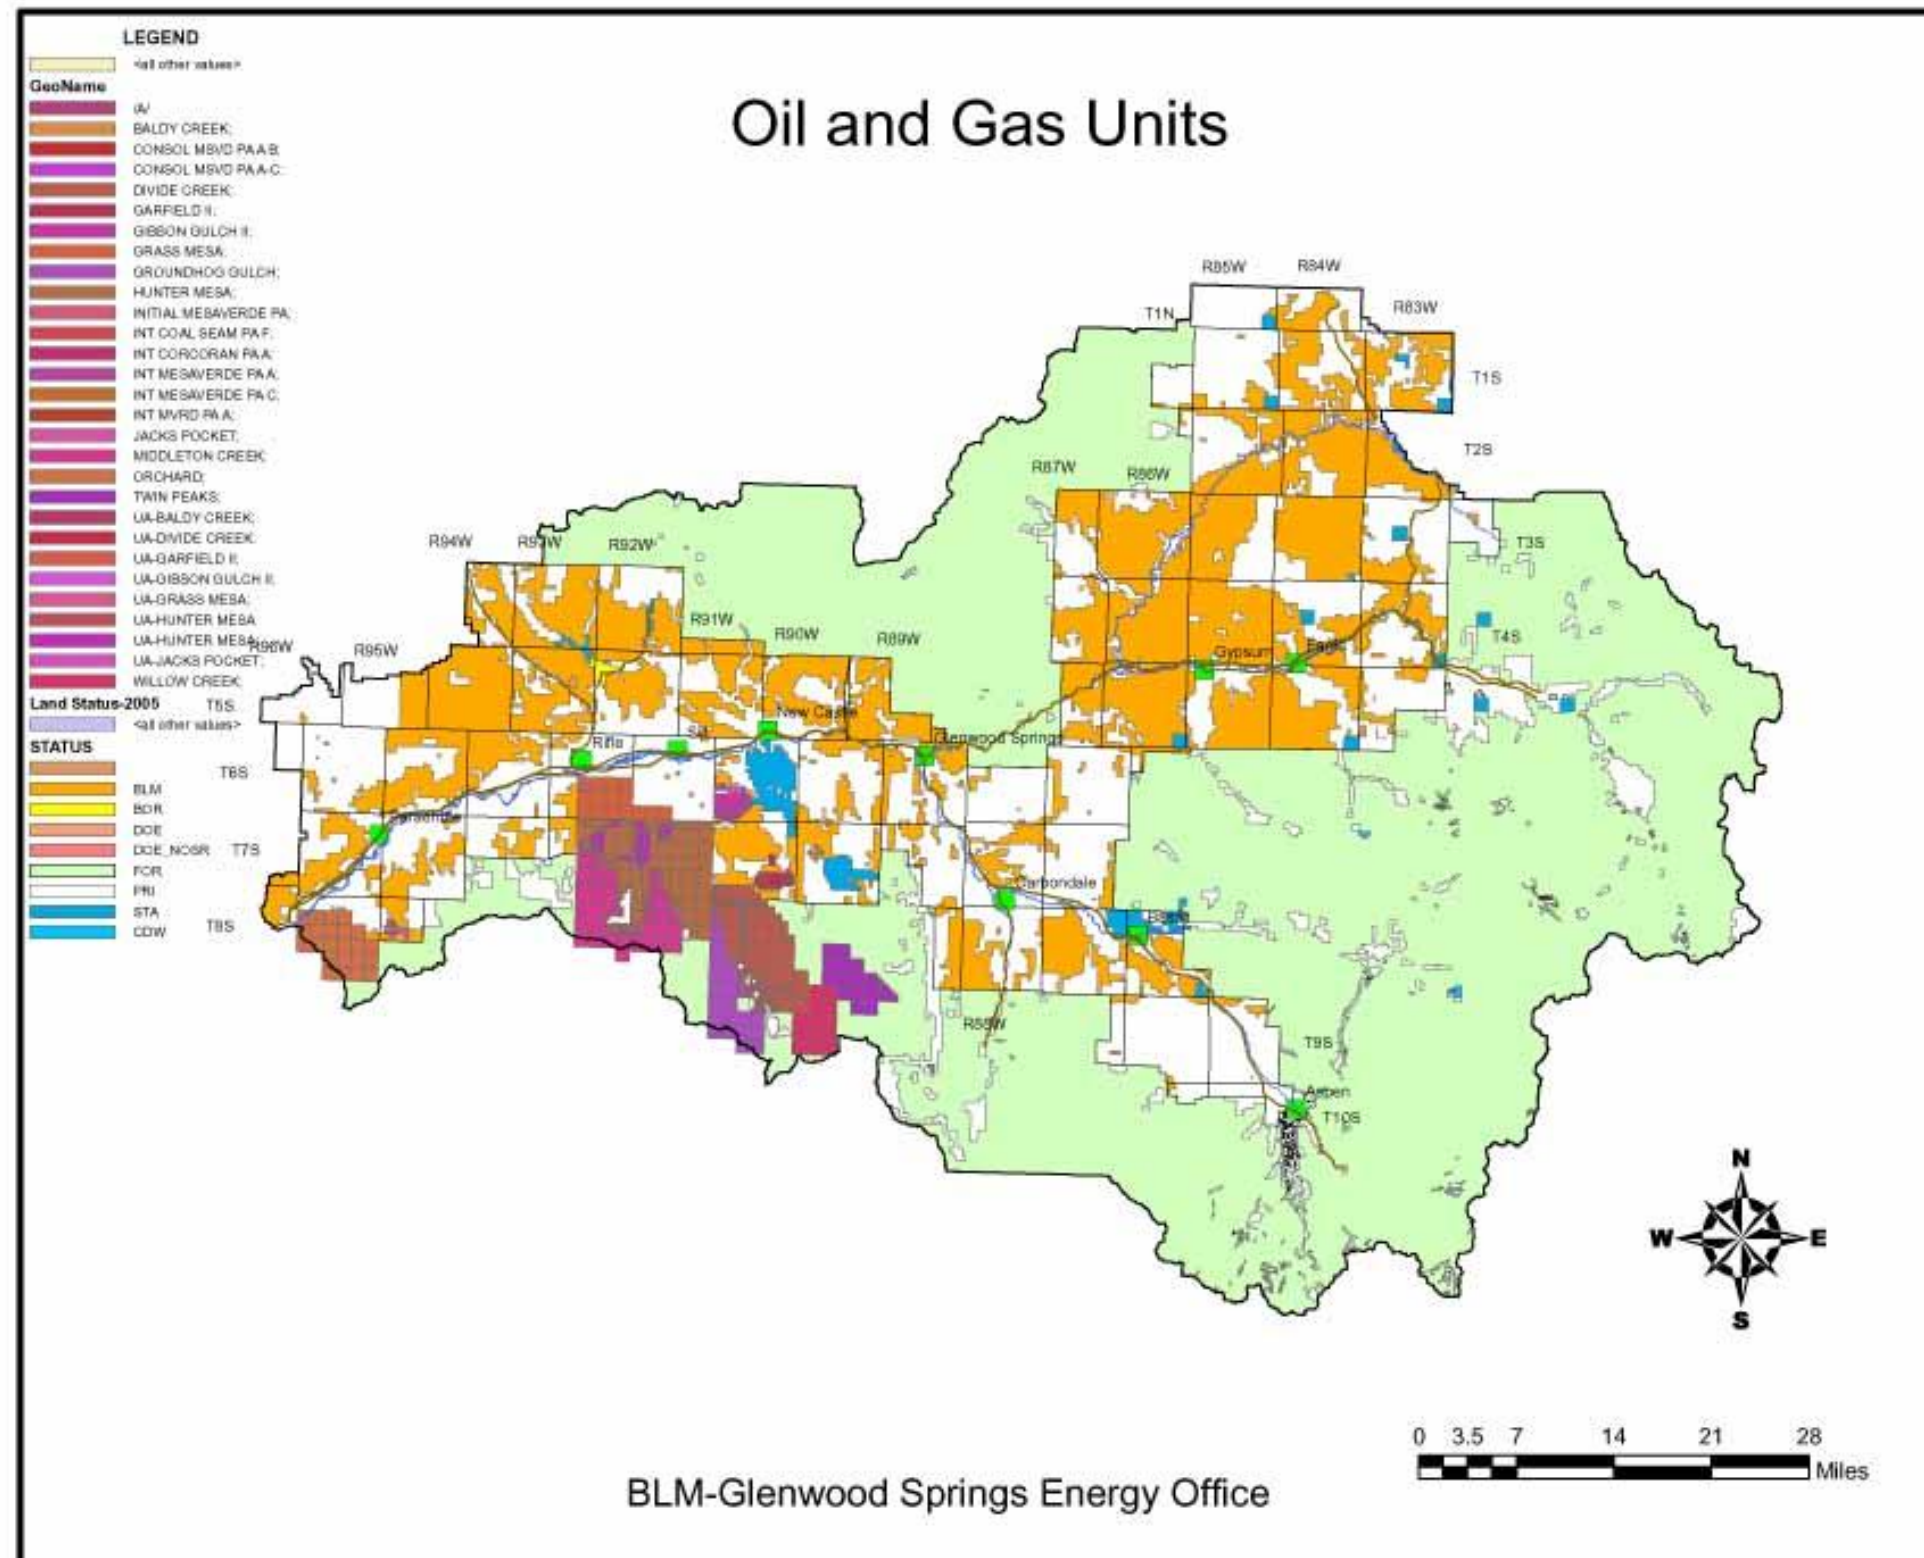 LEGEND
<all other values>
GeoName
/A/
BALDY CREEK;
CONSOL MSVD PA A B;
CONSOL MSVD PA A-C;
DIVIDE CREEK;
GARFIELD II;
GIBSON GULCH II;
GRASS MESA;
GROUNDHOG GULCH;
HUNTER MESA;
INITIAL MESAVERDE PA;
INT COAL SEAM PA F;
INT CORCORAN PA A;
INT MESAVERDE PA A;
INT MESAVERDE PA C;
INT MVRD PA A;
JACKS POCKET;
MIDDLETON CREEK;
ORCHARD;
TWIN PEAKS;
UA-BALDY CREEK;
UA-DIVIDE CREEK;
UA-GARFIELD II;
UA-GIBSON GULCH II;
UA-GRASS MESA;
UA-HUNTER MESA
UA-HUNTER MESA;
UA-JACKS POCKET;
WILLOW CREEK;
Land Status-2005
<all other values>
STATUS
BLM
BOR
DOE
DOE_NOSR
FOR
PRI
STA
CDW
Oil and Gas Units
R85W
R84W
R83W
T1N
T1S
T2S
R87W
R86W
T3S
R94W
R93W
R92W
R91W
R90W
R89W
R96W
R95W
T4S
Gypsum
Eagle
T5S
New Castle
Rifle
Silt
Glenwood Springs
T6S
Parachute
T7S
Carbondale
T8S
Basalt
R88W
T9S
Aspen
T10S
N
W
E
S
0 3.5 7 14 21 28
Miles
BLM-Glenwood Springs Energy Office